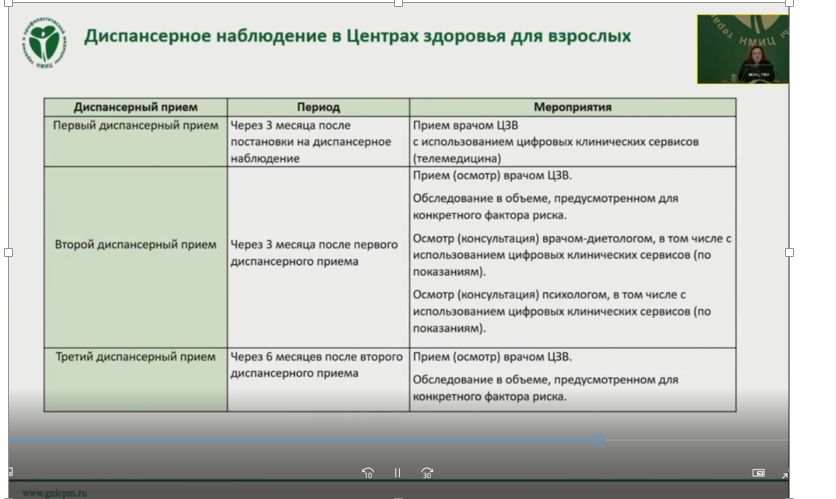 Диспансерное наблюдение в Центрах здоровья для взрослых
Диспансерный прием
Период
Мероприятия
Первый диспансерный прием
Через 3 месяца после
постановки на диспансерное
наблюдение
Прием врачом ЦЗВ
с использованием цифровых клинических сервисов
(телемедицина)
Второй диспансерный прием
Через 3 месяца после первого
диспансерного приема
Прием (осмотр) врачом ЦЗВ.
Обследование в объеме, предусмотренном для
конкретного фактора риска.
Осмотр (консультация) врачом-диетологом, в том числе с
использованием цифровых клинических сервисов (по
показаниям).
Осмотр (консультация) психологом, в том числе с
использованием цифровых клинических сервисов (по
показаниям).
Третий диспансерный прием
Через 6 месяцев после второго
диспансерного приема
Прием (осмотр) врачом ЦЗВ.
Обследование в объеме, предусмотренном для
конкретного фактора риска.
10
30
www.gnicpm.ru